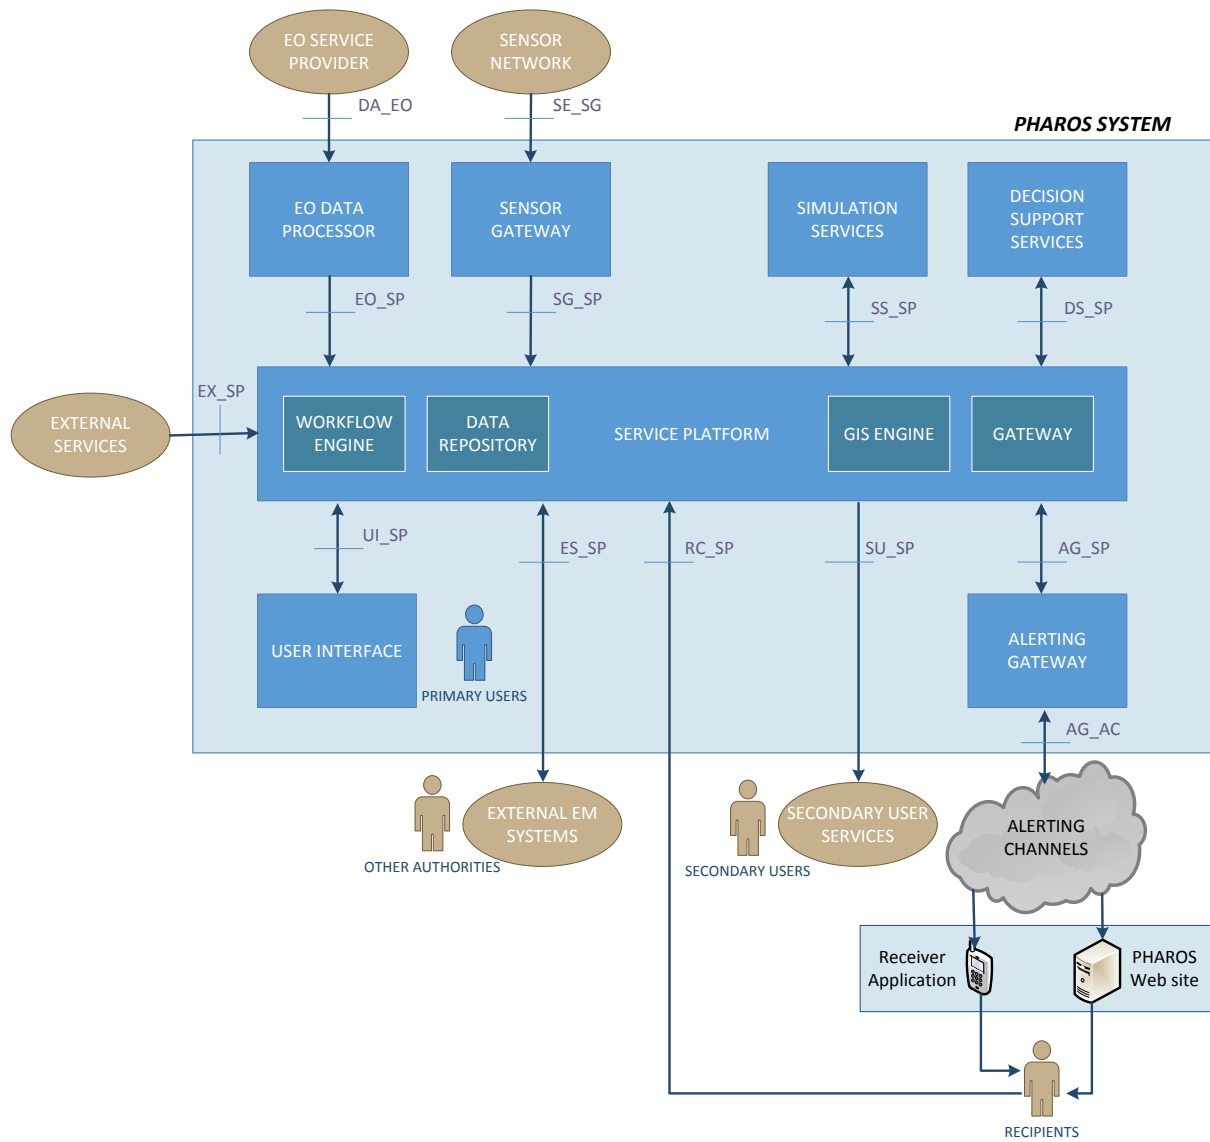 EO SERVICE
PROVIDER
SENSOR
NETWORK
DA_EO
SE_SG
PHAROS SYSTEM
EO DATA
PROCESSOR
SENSOR
GATEWAY
SIMULATION
SERVICES
DECISION
SUPPORT
SERVICES
EO_SP
SG_SP
SS_SP
DS_SP
EX_SP
EXTERNAL
SERVICES
WORKFLOW
ENGINE
DATA
REPOSITORY
SERVICE PLATFORM
GIS ENGINE
GATEWAY
UI_SP
ES_SP
RC_SP
SU_SP
AG_SP
USER INTERFACE
PRIMARY USERS
ALERTING
GATEWAY
AG_AC
OTHER AUTHORITIES
EXTERNAL EM
SYSTEMS
SECONDARY USERS
SECONDARY USER
SERVICES
ALERTING
CHANNELS
Receiver
Application
PHAROS
Web site
RECIPIENTS